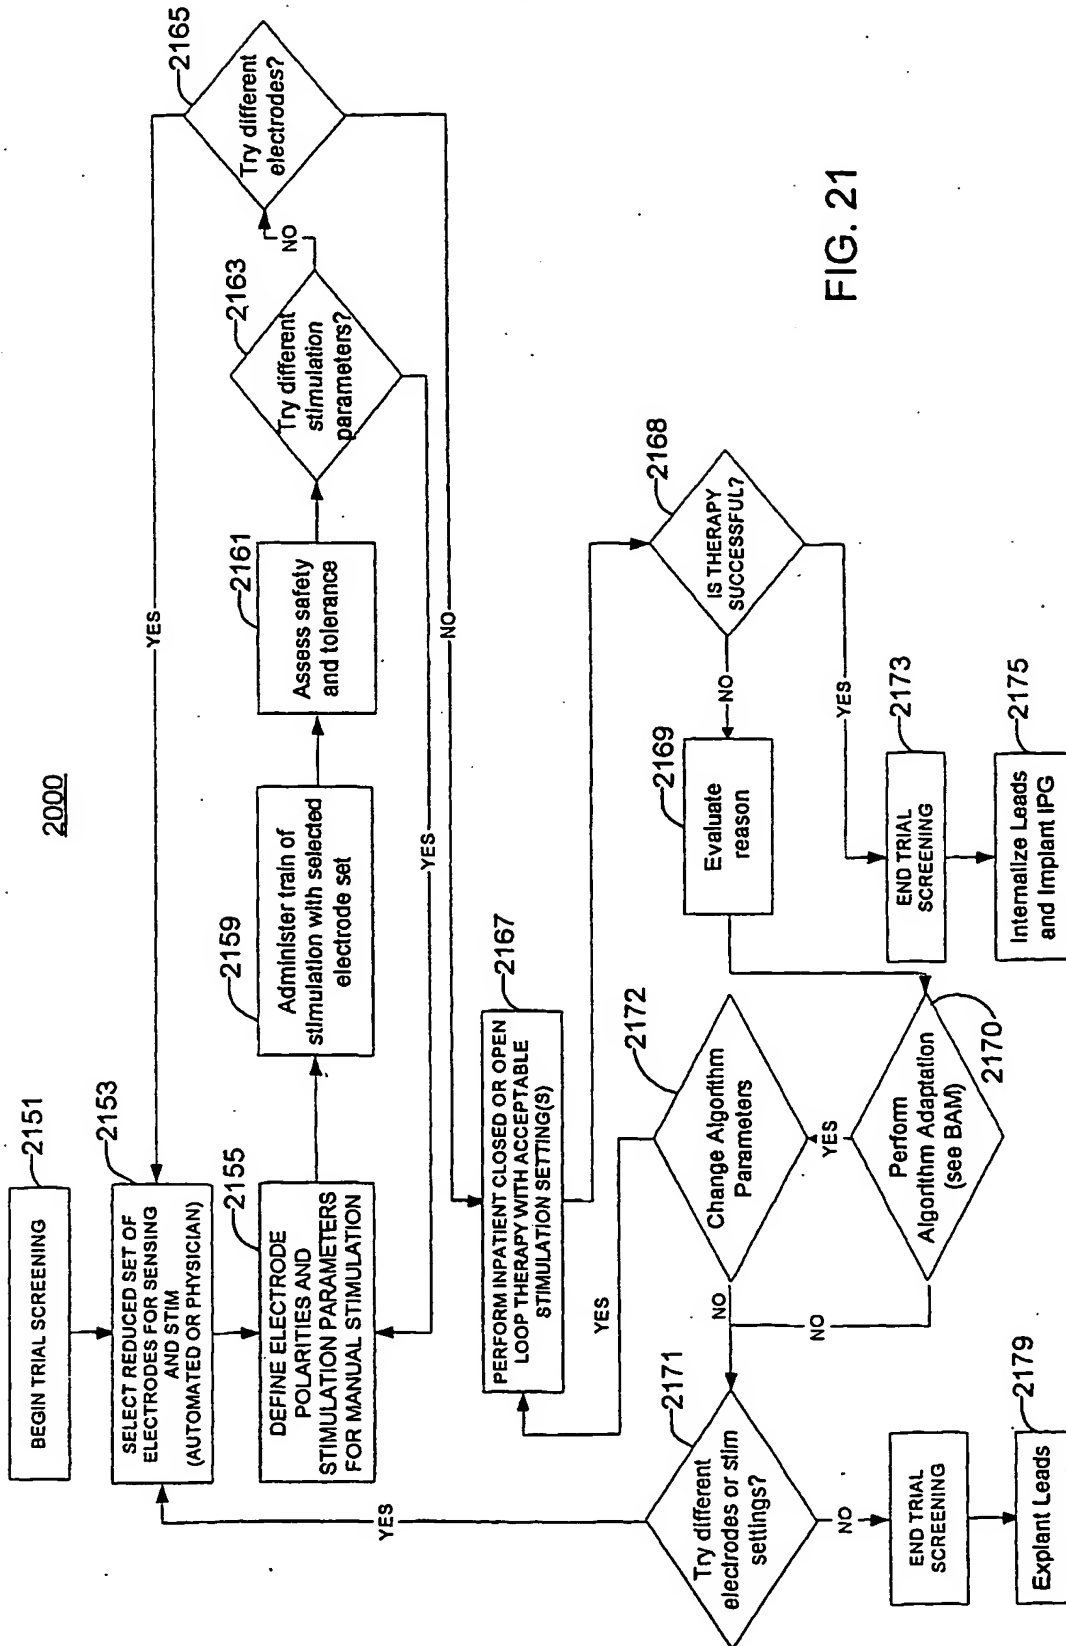 2000
BEGIN TRIAL SCREENING
2151
SELECT REDUCED SET OF
ELECTRODES FOR SENSING
AND STIM
(AUTOMATED OR PHYSICIAN)
2153
DEFINE ELECTRODE
POLARITIES AND
STIMULATION PARAMETERS
FOR MANUAL STIMULATION
2155
Administer train of
stimulation with selected
electrode set
2159
Assess safety
and tolerance
2161
Try different
stimulation
parameters?
2163
NO
YES
Try different
electrodes?
2165
YES
NO
PERFORM INPATIENT CLOSED OR OPEN
LOOP THERAPY WITH ACCEPTABLE
STIMULATION SETTING(S)
2167
IS THERAPY
SUCCESSFUL?
2168
NO
YES
Evaluate
reason
2169
Perform
Algorithm Adaptation
(see BAM)
2170
YES
NO
Change Algorithm
Parameters
2172
YES
NO
Try different
electrodes or stim
settings?
2171
YES
NO
END TRIAL
SCREENING
Explant Leads
2179
END TRIAL
SCREENING
2173
Internalize Leads
and Implant IPG
2175
FIG. 21